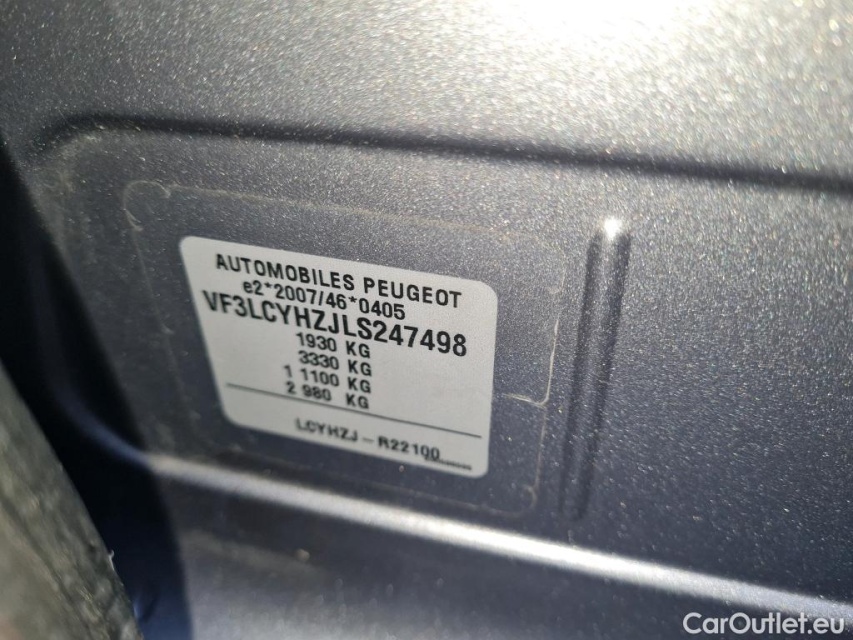 AUTOMOBILES PEUGEOT
e2*2007/46*0405
VF3LCYHZJLS247498
1930 KG
3330 KG
1 1100 KG
2 980 KG
LCYHZJ-R22100
CarOutlet.eu